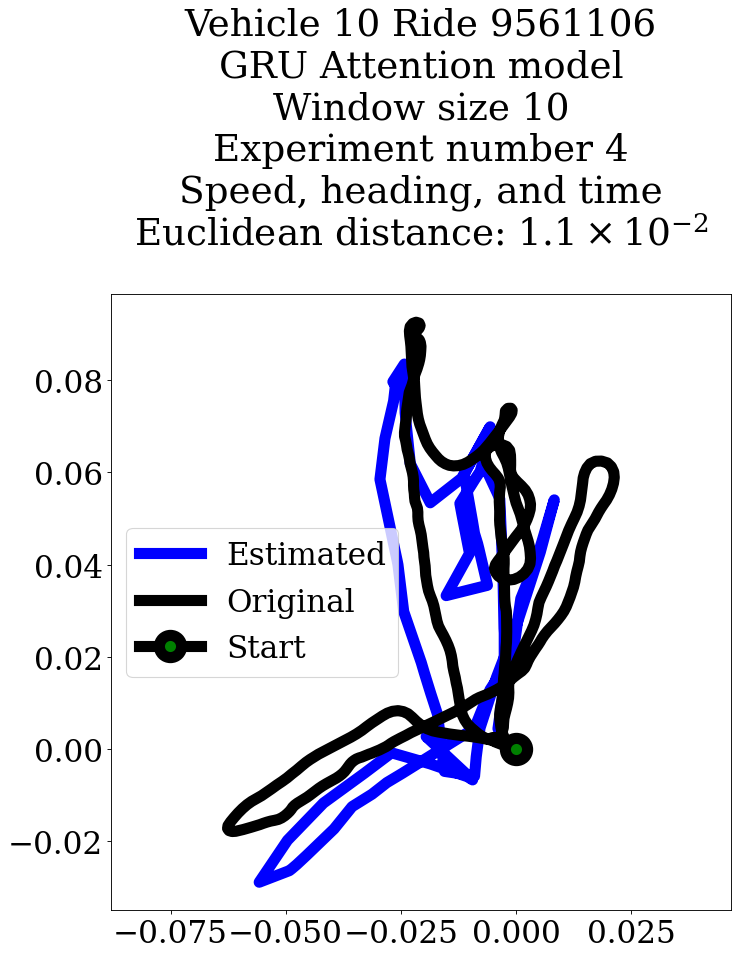 Vehicle 10 Ride 9561106
GRU Attention model
Window size 10
Experiment number 4
Speed, heading, and time
Euclidean distance: 1.1 × 10⁻²
0.08
0.06
0.04
0.02
0.00
−0.02
Estimated
Original
Start
−0.075 −0.050 −0.025 0.000 0.025